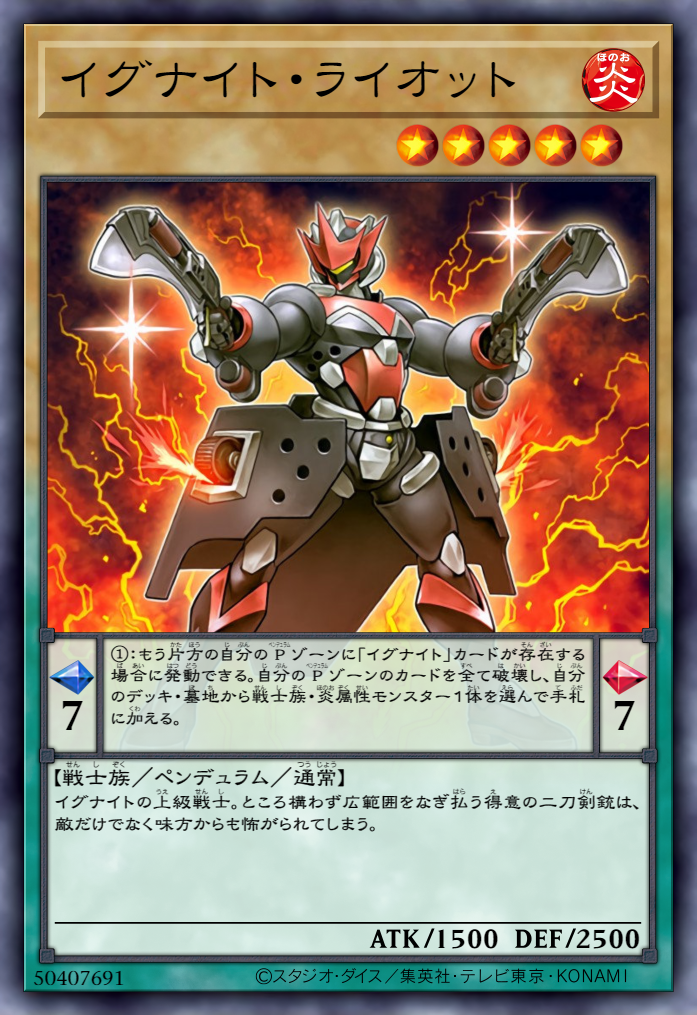 イグナイト・ライオット
ほのお
炎
①：もう片方の自分のＰゾーンに「イグナイト」カードが存在する
場合に発動できる。自分のＰゾーンのカードを全て破壊し、自分
のデッキ・墓地から戦士族・炎属性モンスター１体を選んで手札
に加える。
7
7
【戦士族／ペンデュラム／通常】
イグナイトの上級戦士。ところ構わず広範囲をなぎ払う得意の二刀剣銃は、
敵だけでなく味方からも怖がられてしまう。
ATK/1500 DEF/2500
50407691
©スタジオ・ダイス／集英社・テレビ東京・KONAMI